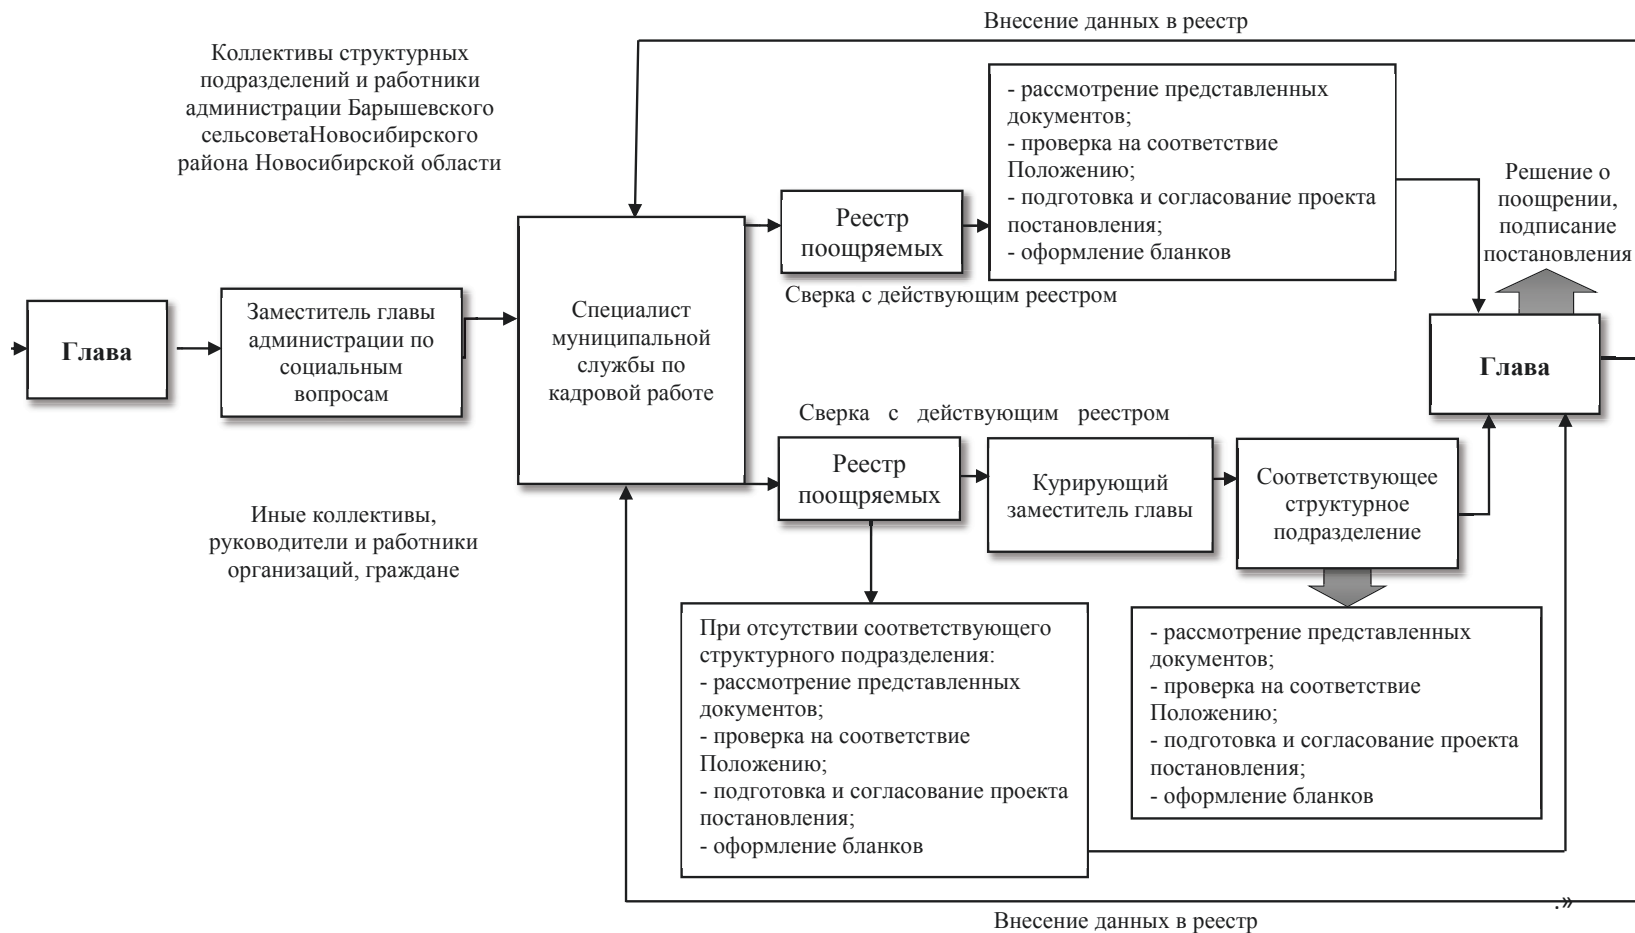 Внесение данных в реестр
Коллективы структурных
подразделений и работники
администрации Барышевского
сельсоветаНовосибирского
района Новосибирской области
- рассмотрение представленных
документов;
- проверка на соответствие
Положению;
- подготовка и согласование проекта
постановления;
- оформление бланков
Решение о
поощрении,
подписание
постановления
Реестр
поощряемых
Сверка с действующим реестром
Глава
Заместитель главы
администрации по
социальным
вопросам
Специалист
муниципальной
службы по
кадровой работе
Глава
Сверка с действующим реестром
Реестр
поощряемых
Курирующий
заместитель главы
Соответствующее
структурное
подразделение
Иные коллективы,
руководители и работники
организаций, граждане
При отсутствии соответствующего
структурного подразделения:
- рассмотрение представленных
документов;
- проверка на соответствие
Положению;
- подготовка и согласование проекта
постановления;
- оформление бланков
- рассмотрение представленных
документов;
- проверка на соответствие
Положению;
- подготовка и согласование проекта
постановления;
- оформление бланков
.»
Внесение данных в реестр